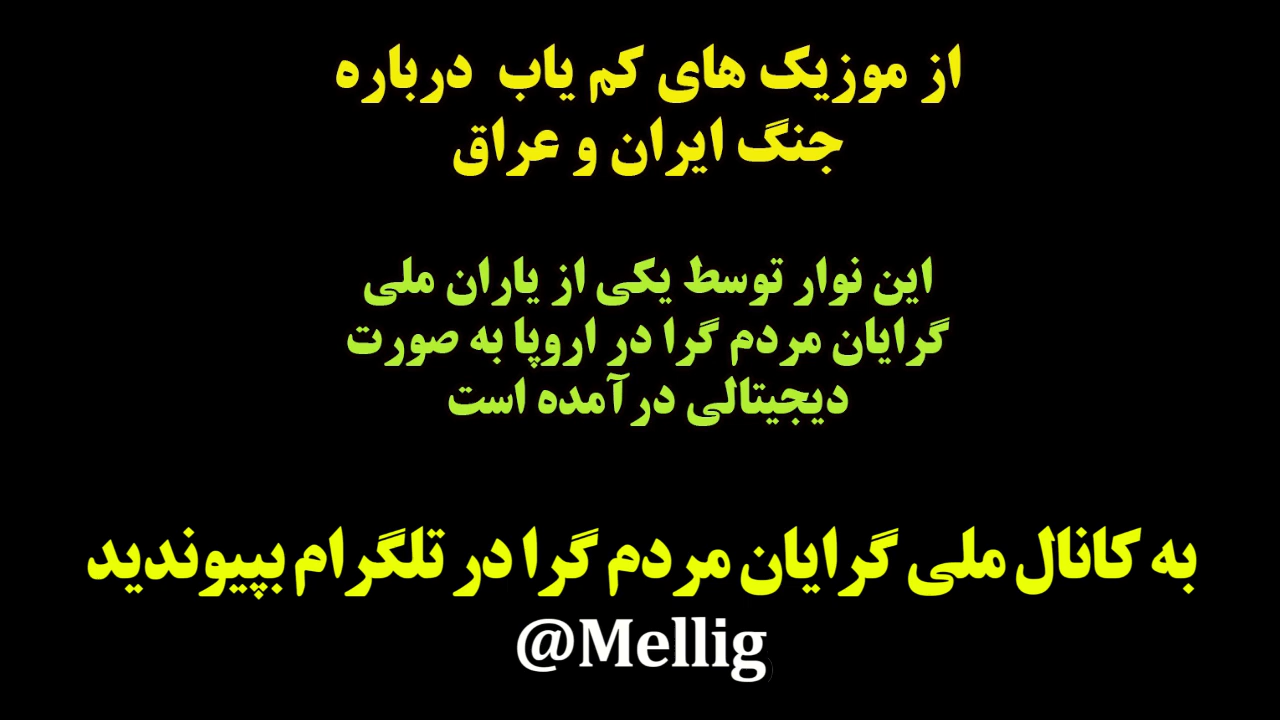 از موزیک های کم یاب درباره
جنگ ایران و عراق
این نوار توسط یکی از یاران ملی
گرایان مردم گرا در اروپا به صورت
دیجیتالی درآمده است
به کانال ملی گرایان مردم گرا در تلگرام بپیوندید
@Mellig